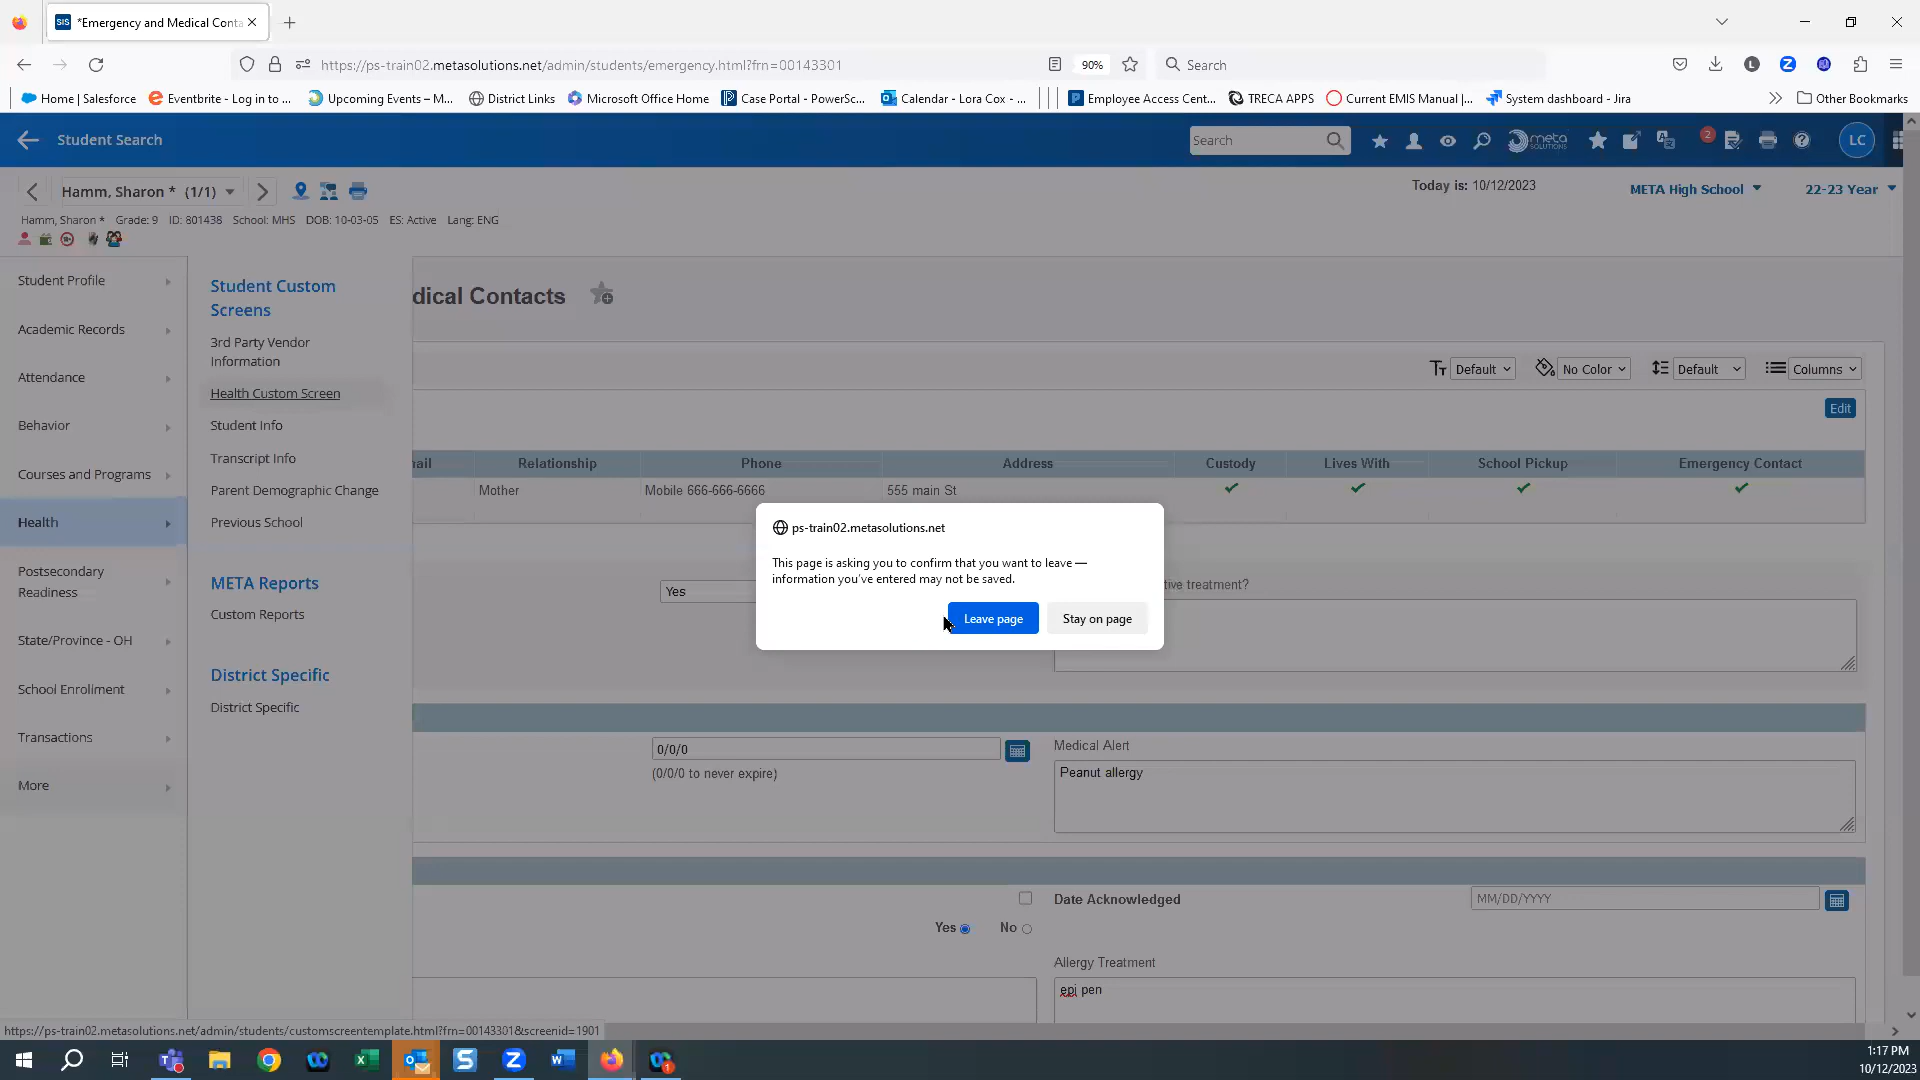 SIS *Emergency and Medical Conta
https://ps-train02.metasolutions.net/admin/students/emergency.html?frn=00143301
90%
Search
L
Z
Home | Salesforce
Eventbrite - Log in to ...
Upcoming Events – M...
District Links
Microsoft Office Home
Case Portal - PowerSc...
Calendar - Lora Cox - ...
Employee Access Cent...
TRECA APPS
Current EMIS Manual |...
System dashboard - Jira
Other Bookmarks
Student Search
Search
meta SOLUTIONS
2
LC
Hamm, Sharon * (1/1)
Today is: 10/12/2023
META High School
22-23 Year
Hamm, Sharon * Grade: 9 ID: 801438 School: MHS DOB: 10-03-05 ES: Active Lang: ENG
Student Profile
Academic Records
Attendance
Behavior
Courses and Programs
Health
Postsecondary
Readiness
State/Province - OH
School Enrollment
Transactions
More
Student Custom
Screens
3rd Party Vendor
Information
Health Custom Screen
Student Info
Transcript Info
Parent Demographic Change
Previous School
META Reports
Custom Reports
District Specific
District Specific
dical Contacts
Default
No Color
Default
Columns
Edit
nail Relationship Phone Address Custody Lives With School Pickup Emergency Contact
Mother Mobile 666-666-6666 555 main St
ps-train02.metasolutions.net
This page is asking you to confirm that you want to leave —
information you've entered may not be saved.
Leave page
Stay on page
Yes
tive treatment?
0/0/0
(0/0/0 to never expire)
Medical Alert
Peanut allergy
Date Acknowledged
MM/DD/YYYY
Yes
No
Allergy Treatment
epi pen
https://ps-train02.metasolutions.net/admin/students/customscreentemplate.html?frn=00143301&screenid=1901
1:17 PM
10/12/2023